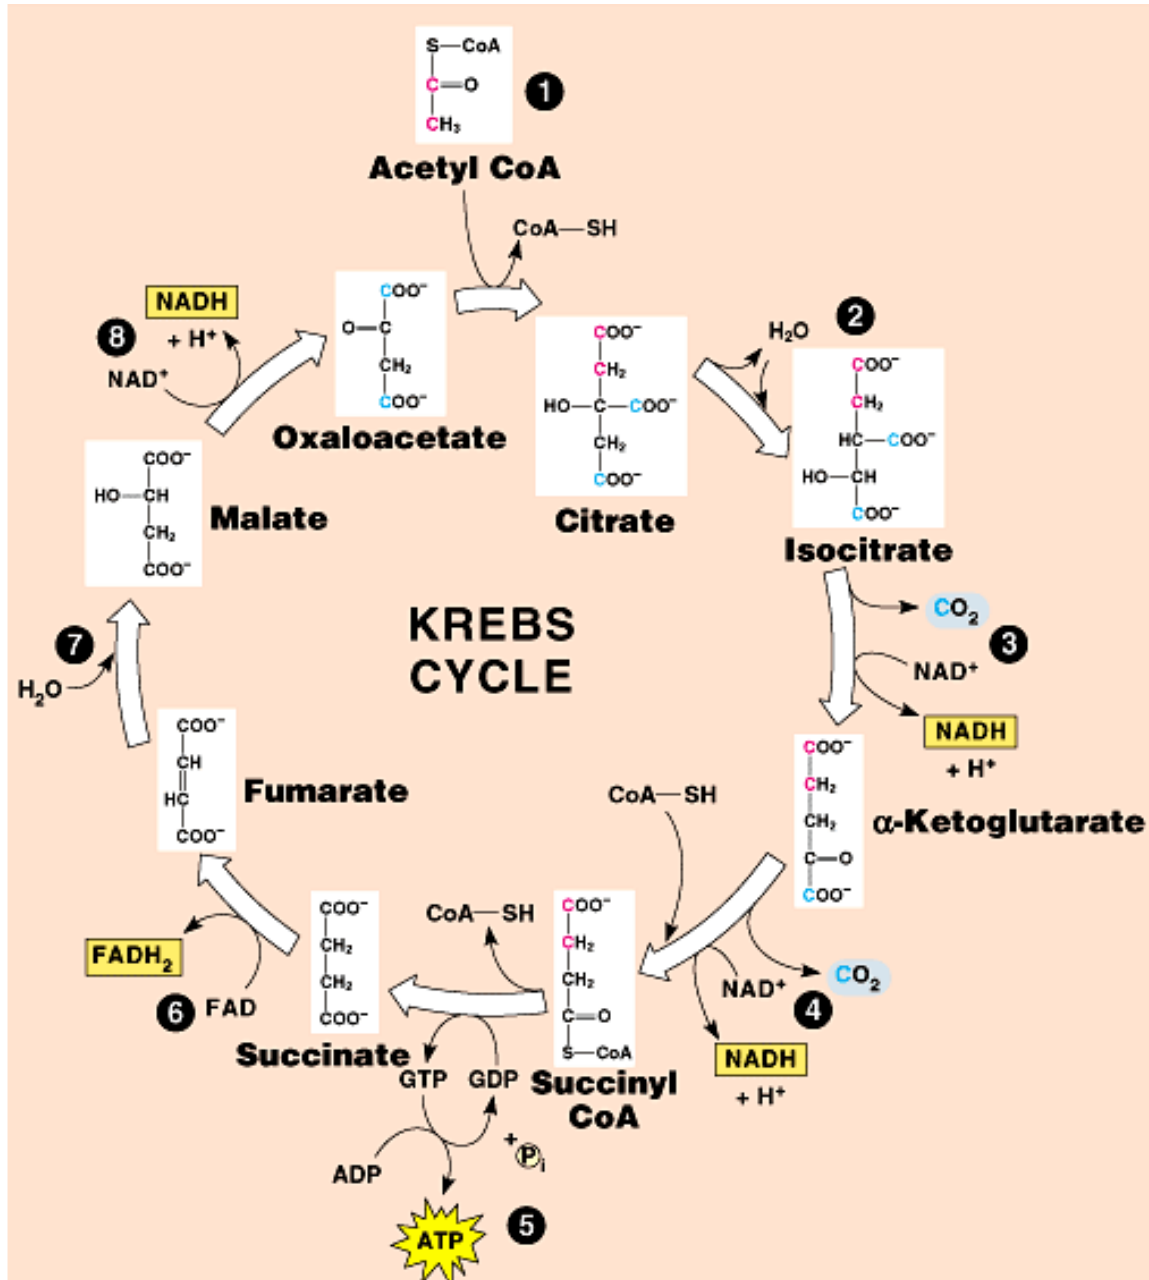 S—CoA
C=O
CH₃
1
Acetyl CoA
CoA—SH
COO⁻
O—C
CH₂
COO⁻
Oxaloacetate
COO⁻
CH₂
HO—C—COO⁻
CH₂
COO⁻
Citrate
H₂O
2
COO⁻
CH₂
HC—COO⁻
HO—CH
COO⁻
Isocitrate
CO₂
3
NAD⁺
NADH
+ H⁺
COO⁻
CH₂
CH₂
C—O
COO⁻
α-Ketoglutarate
CoA—SH
CO₂
NAD⁺
4
NADH
+ H⁺
COO⁻
CH₂
CH₂
C=O
S—CoA
Succinyl
CoA
CoA—SH
GTP
GDP
+ Pᵢ
ADP
ATP
5
COO⁻
CH₂
CH₂
COO⁻
Succinate
FADH₂
6
FAD
COO⁻
CH
HC
COO⁻
Fumarate
7
H₂O
COO⁻
HO—CH
CH₂
COO⁻
Malate
NADH
8
+ H⁺
NAD⁺
KREBS
CYCLE